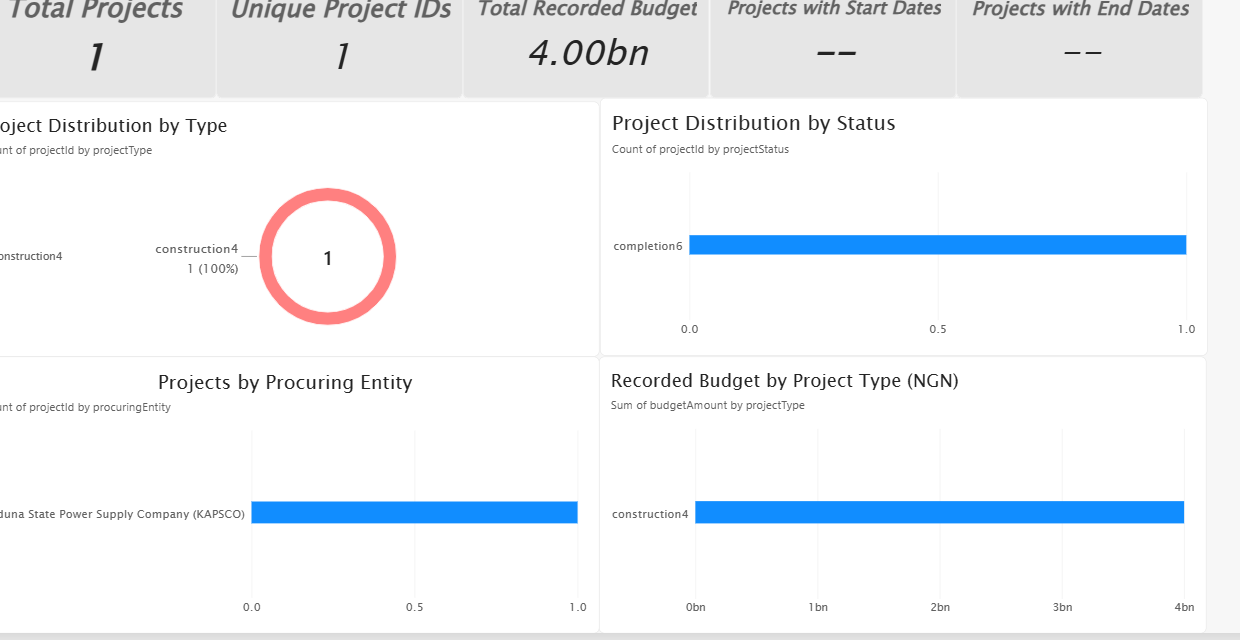 Total Projects
1
Unique Project IDs
1
Total Recorded Budget
4.00bn
Projects with Start Dates
--
Projects with End Dates
--
oject Distribution by Type
nt of projectId by projectType
onstruction4
construction4
1 (100%)
1
Project Distribution by Status
Count of projectId by projectStatus
completion6
0.0 0.5 1.0
Projects by Procuring Entity
nt of projectId by procuringEntity
duna State Power Supply Company (KAPSCO)
0.0 0.5 1.0
Recorded Budget by Project Type (NGN)
Sum of budgetAmount by projectType
construction4
0bn 1bn 2bn 3bn 4bn